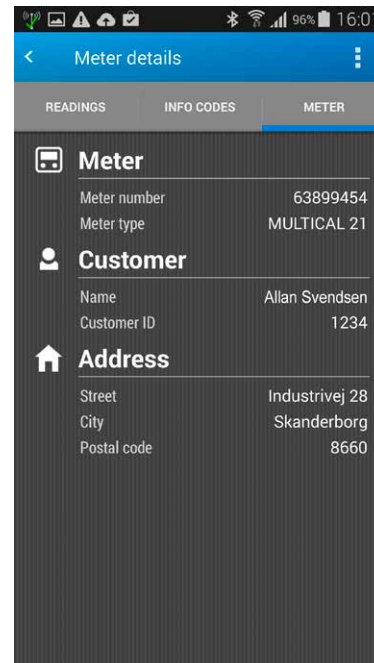 96% 16:0
Meter details
READINGS INFO CODES METER
Meter
Meter number 63899454
Meter type MULTICAL 21
Customer
Name Allan Svendsen
Customer ID 1234
Address
Street Industrivej 28
City Skanderborg
Postal code 8660